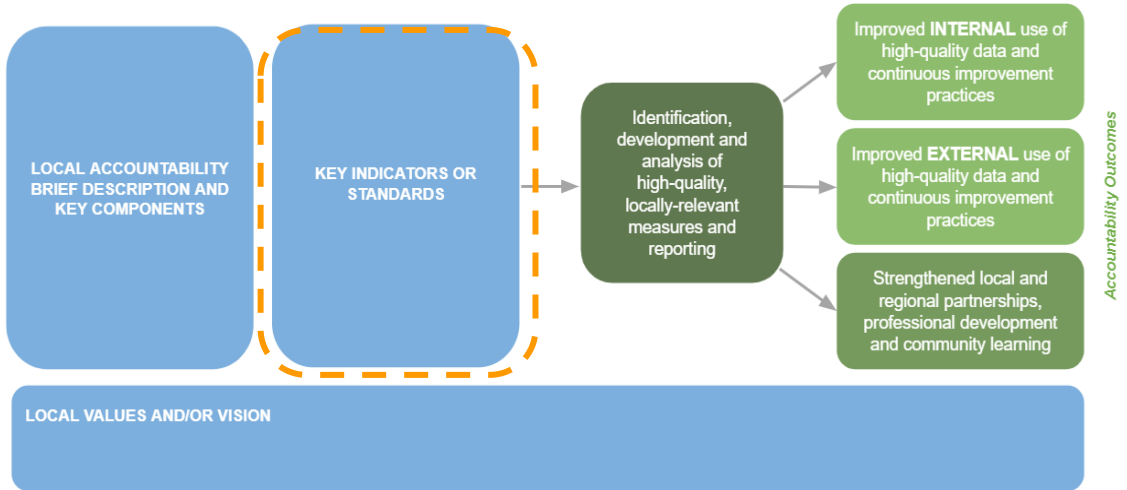 LOCAL ACCOUNTABILITY
BRIEF DESCRIPTION AND
KEY COMPONENTS
KEY INDICATORS OR
STANDARDS
Identification,
development and
analysis of
high-quality,
locally-relevant
measures and
reporting
Improved INTERNAL use of
high-quality data and
continuous improvement
practices
Improved EXTERNAL use of
high-quality data and
continuous improvement
practices
Strengthened local and
regional partnerships,
professional development
and community learning
Accountability Outcomes
LOCAL VALUES AND/OR VISION